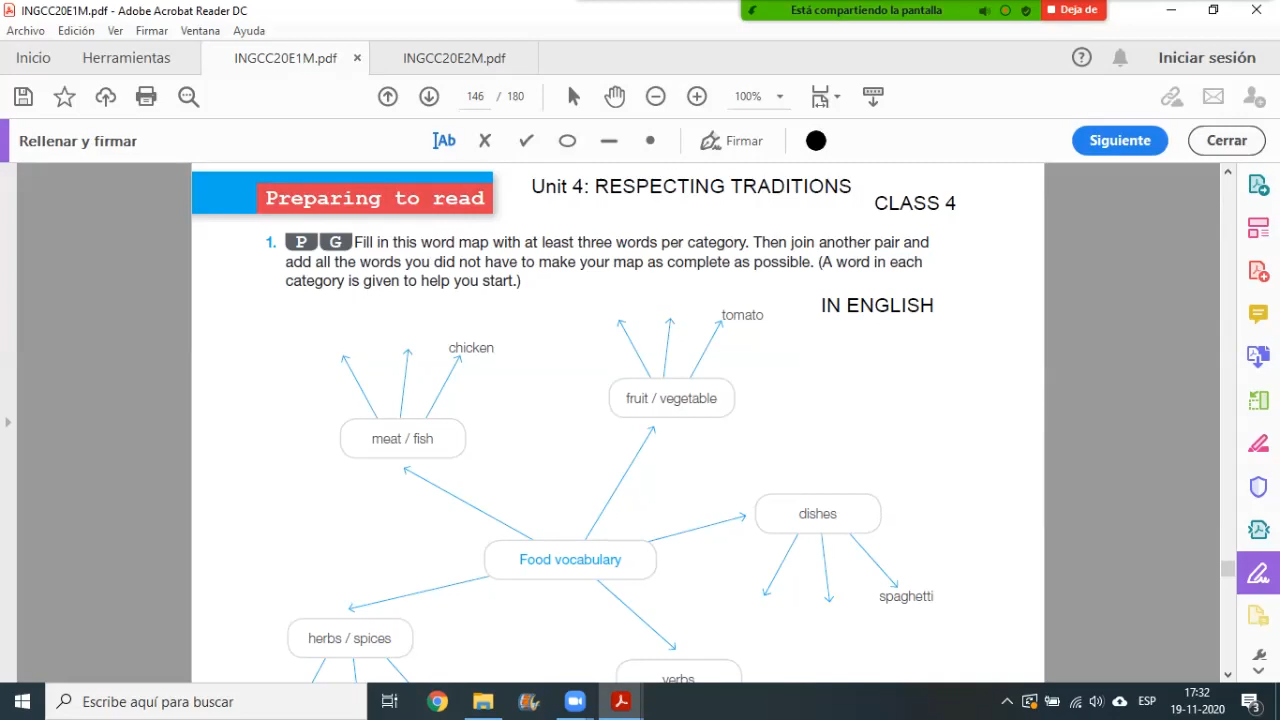 INGCC20E1M.pdf - Adobe Acrobat Reader DC
Está compartiendo la pantalla
Deja de
Archivo Edición Ver Firmar Ventana Ayuda
Inicio Herramientas INGCC20E1M.pdf × INGCC20E2M.pdf Iniciar sesión
146 / 180 100%
Rellenar y firmar Ab Firmar Siguiente Cerrar
Preparing to read
Unit 4: RESPECTING TRADITIONS
CLASS 4
1. P G Fill in this word map with at least three words per category. Then join another pair and
add all the words you did not have to make your map as complete as possible. (A word in each
category is given to help you start.)
IN ENGLISH
tomato
chicken
fruit / vegetable
meat / fish
dishes
Food vocabulary
spaghetti
herbs / spices
verbs
Escribe aquí para buscar
ESP
17:32
19-11-2020
3